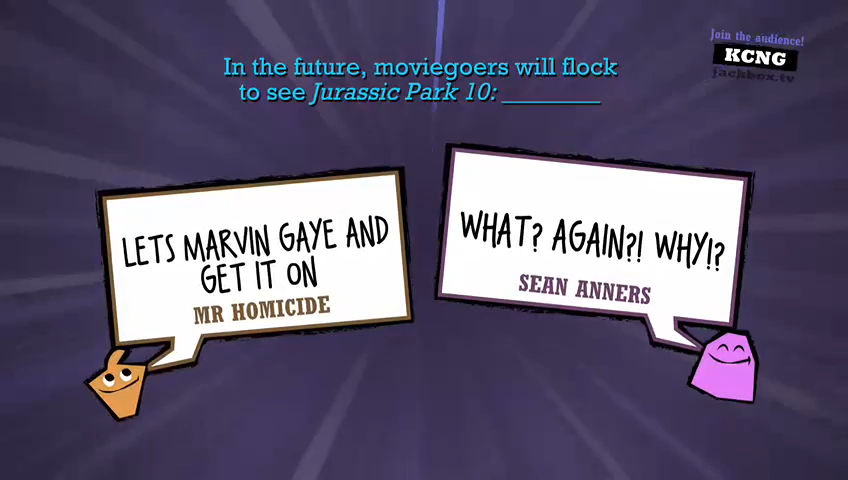 Join the audience!
KCNG
jackbox.tv
In the future, moviegoers will flock
to see Jurassic Park 10: ________
LETS MARVIN GAYE AND
GET IT ON
MR HOMICIDE
WHAT? AGAIN?! WHY!?
SEAN ANNERS